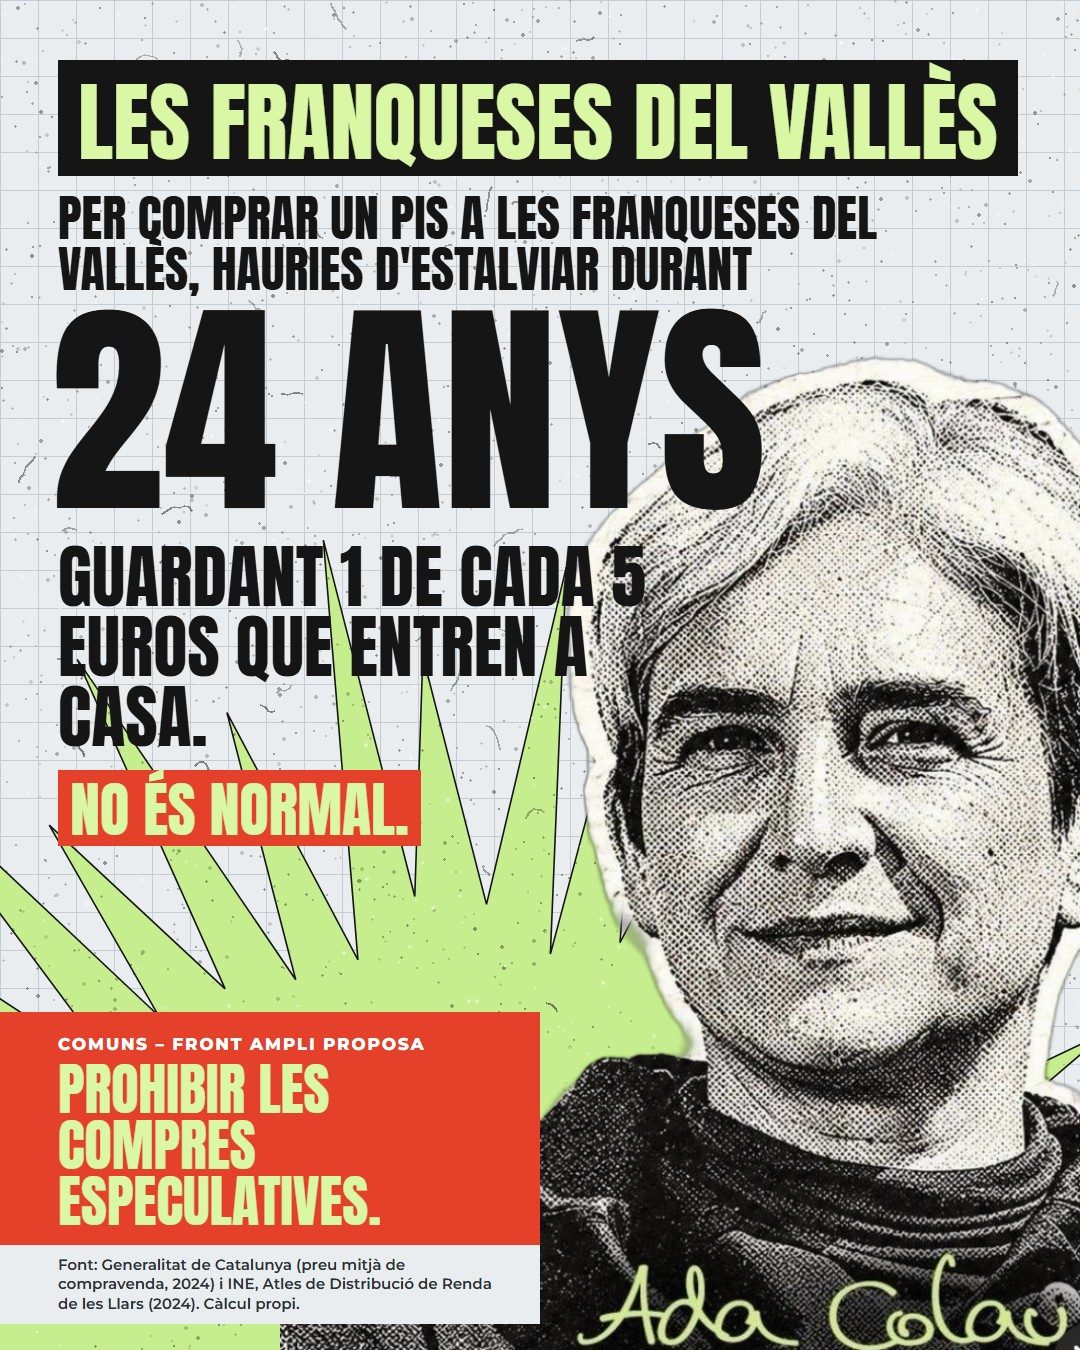 LES FRANQUESES DEL VALLÈS
PER COMPRAR UN PIS A LES FRANQUESES DEL
VALLÈS, HAURIES D'ESTALVIAR DURANT
24 ANYS
GUARDANT 1 DE CADA 5
EUROS QUE ENTREN A
CASA.
NO ÉS NORMAL.
COMUNS – FRONT AMPLI PROPOSA
PROHIBIR LES
COMPRES
ESPECULATIVES.
Font: Generalitat de Catalunya (preu mitjà de
compravenda, 2024) i INE, Atles de Distribució de Renda
de les Llars (2024). Càlcul propi.
Ada Colau